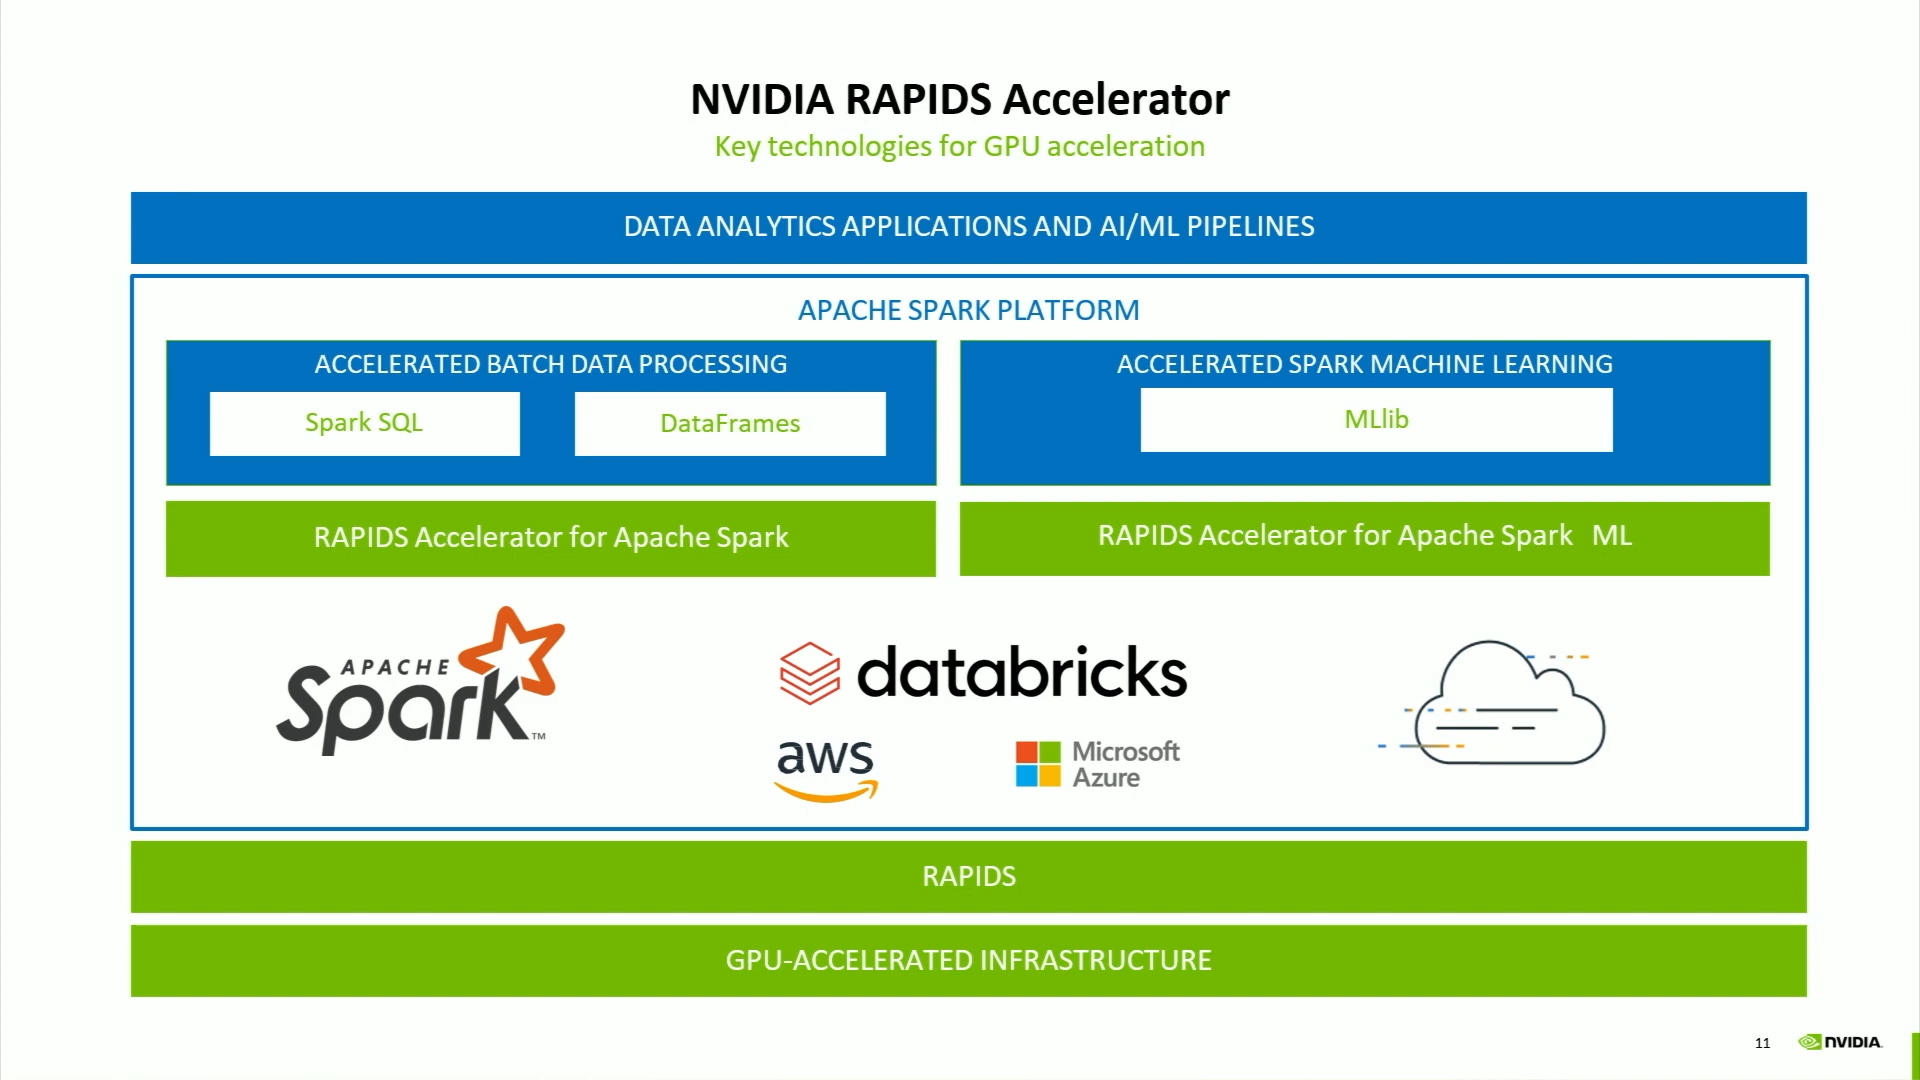 NVIDIA RAPIDS Accelerator
Key technologies for GPU acceleration
DATA ANALYTICS APPLICATIONS AND AI/ML PIPELINES
APACHE SPARK PLATFORM
ACCELERATED BATCH DATA PROCESSING
Spark SQL
DataFrames
ACCELERATED SPARK MACHINE LEARNING
MLlib
RAPIDS Accelerator for Apache Spark
RAPIDS Accelerator for Apache Spark ML
APACHE
Spark™
databricks
aws
Microsoft
Azure
RAPIDS
GPU-ACCELERATED INFRASTRUCTURE
11
NVIDIA.